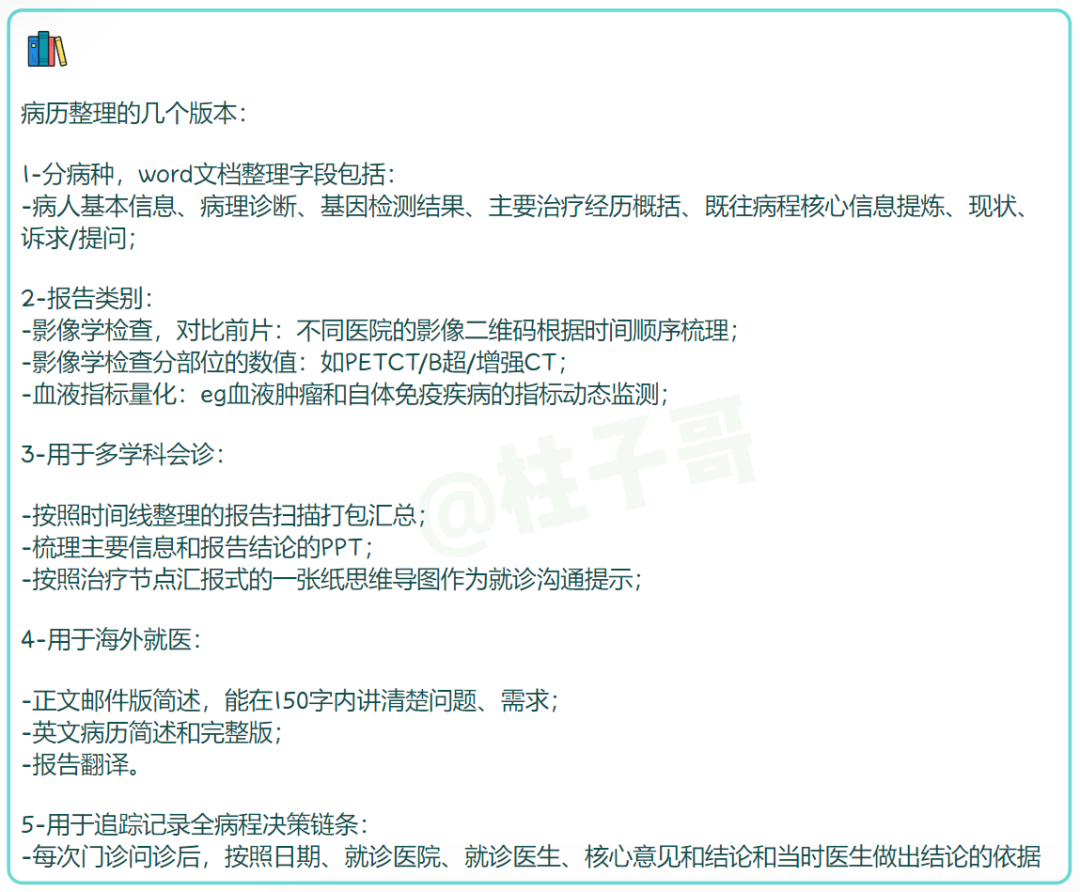 病历整理的几个版本：
1-分病种，word文档整理字段包括：
-病人基本信息、病理诊断、基因检测结果、主要治疗经历概括、既往病程核心信息提炼、现状、
诉求/提问；
2-报告类别：
-影像学检查，对比前片：不同医院的影像二维码根据时间顺序梳理；
-影像学检查分部位的数值：如PETCT/B超/增强CT；
-血液指标量化：eg血液肿瘤和自体免疫疾病的指标动态监测；
3-用于多学科会诊：
@柱子哥
-按照时间线整理的报告扫描打包汇总；
-梳理主要信息和报告结论的PPT；
-按照治疗节点汇报式的一张纸思维导图作为就诊沟通提示；
4-用于海外就医：
-正文邮件版简述，能在150字内讲清楚问题、需求；
-英文病历简述和完整版；
-报告翻译。
5-用于追踪记录全病程决策链条：
-每次门诊问诊后，按照日期、就诊医院、就诊医生、核心意见和结论和当时医生做出结论的依据